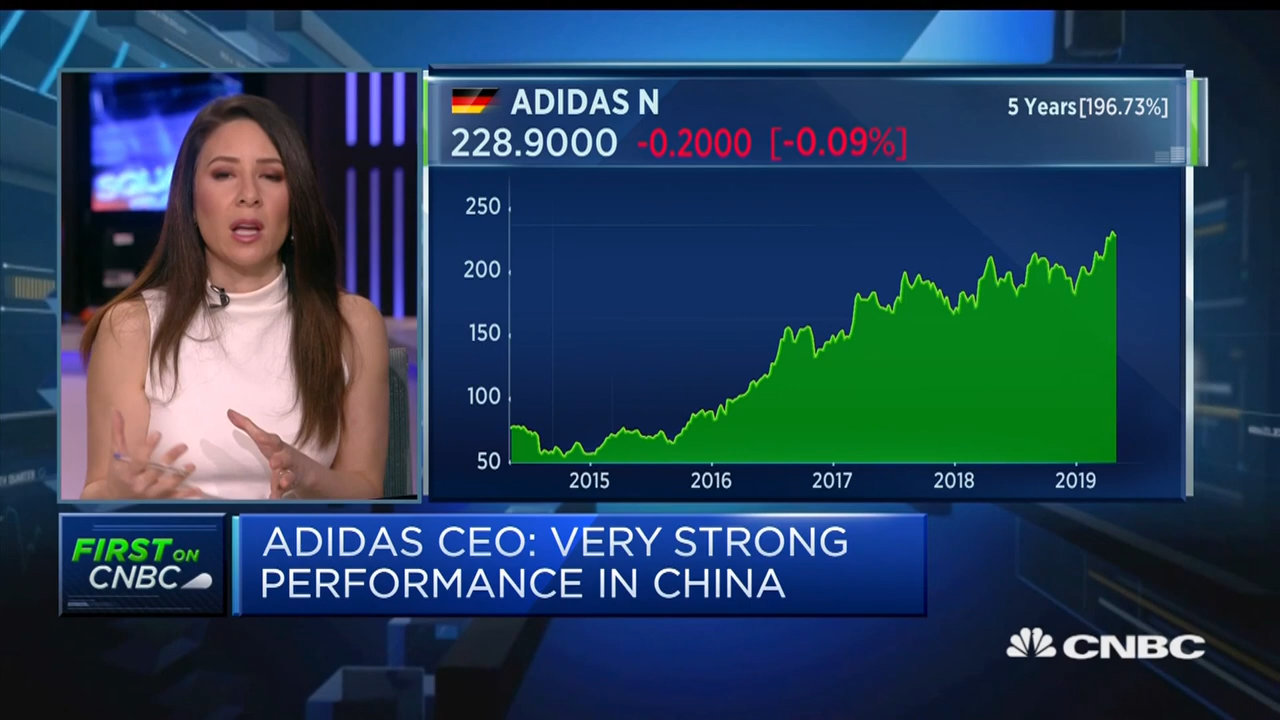 SQU
ADIDAS N
5 Years[196.73%]
228.9000 -0.2000 [-0.09%]
250
200
150
100
50
2015 2016 2017 2018 2019
FIRST ON
CNBC
ADIDAS CEO: VERY STRONG
PERFORMANCE IN CHINA
CNBC